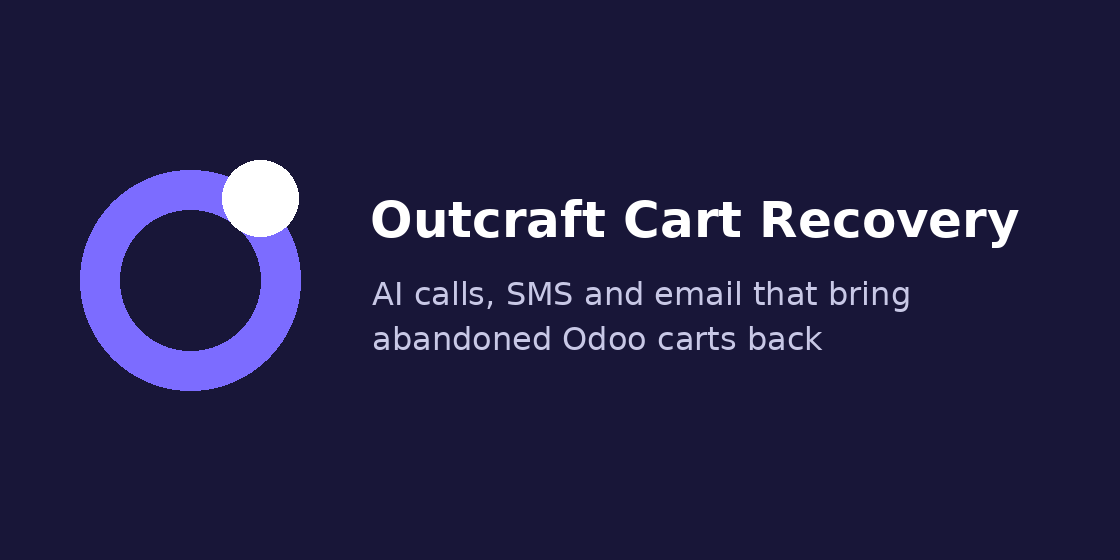 Outcraft Cart Recovery
AI calls, SMS and email that bring
abandoned Odoo carts back